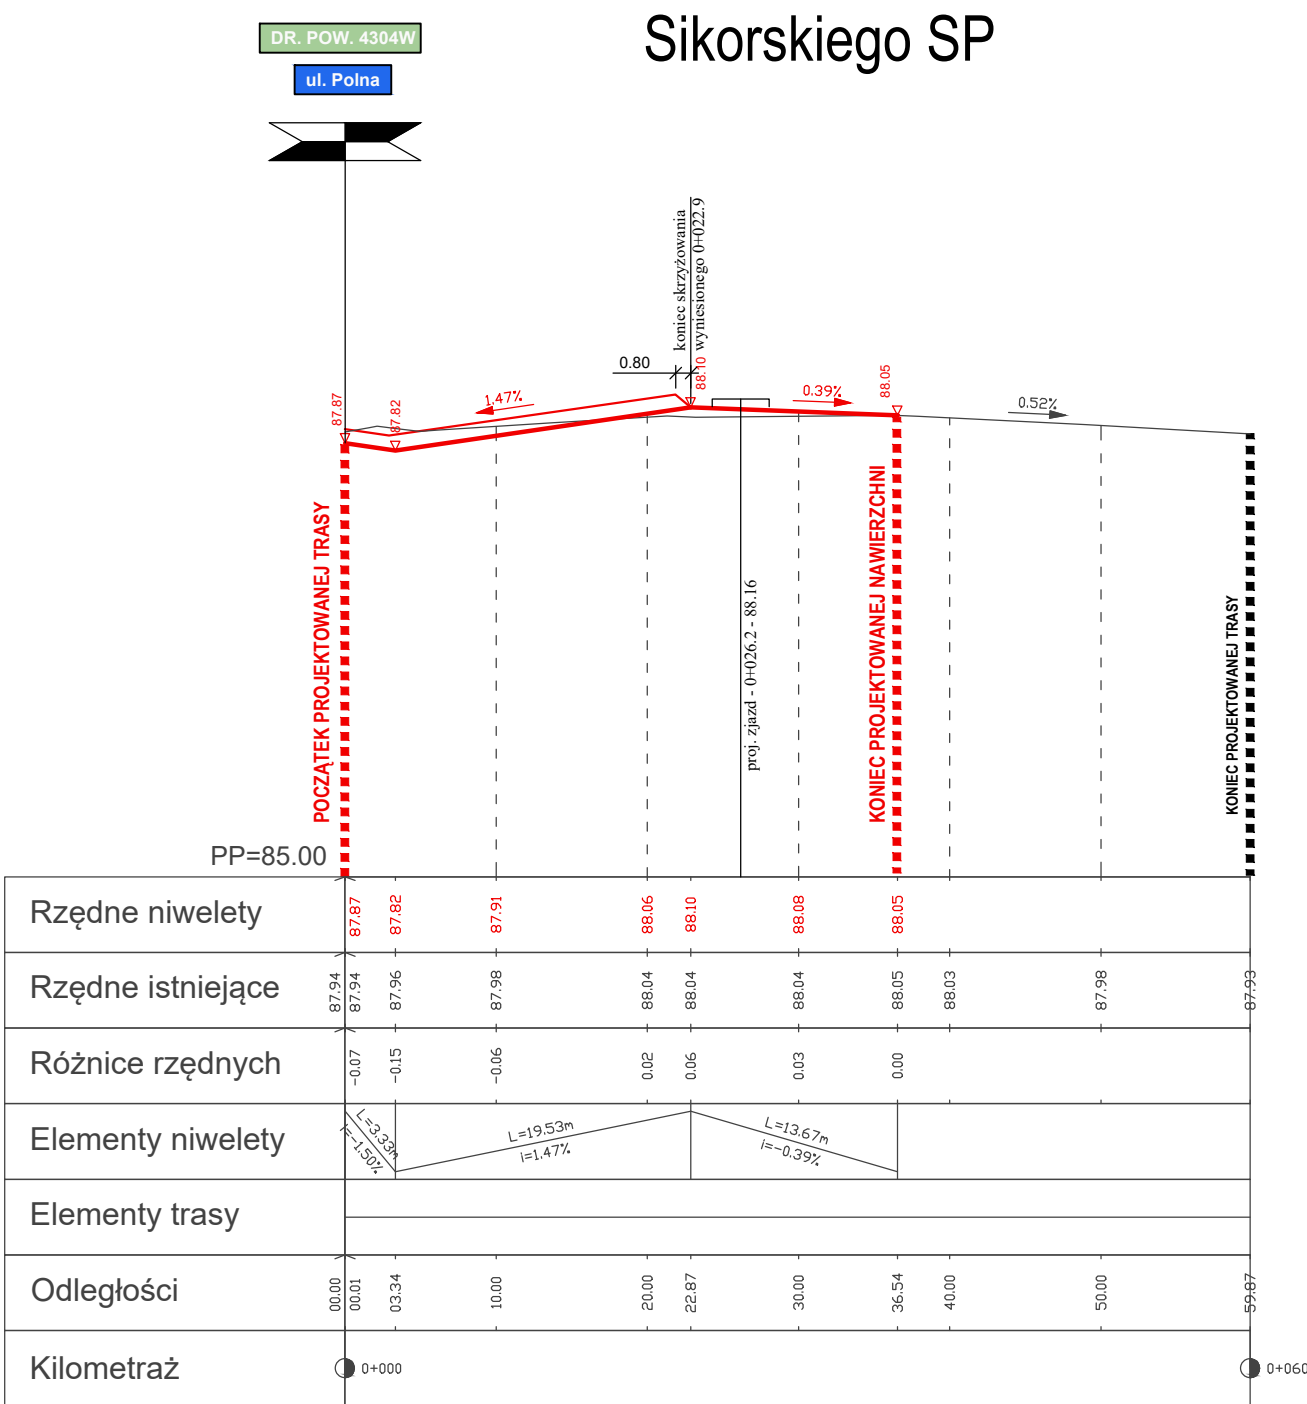 Sikorskiego SP
DR. POW. 4304W
ul. Polna
koniec skrzyżowania
wyniesionego 0+022.9
0.80
88.10
1.47%
0.39%
88.05
0.52%
87.87
87.82
POCZĄTEK PROJEKTOWANEJ TRASY
proj. zjazd - 0+026.2 - 88.16
KONIEC PROJEKTOWANEJ NAWIERZCHNI
KONIEC PROJEKTOWANEJ TRASY
PP=85.00
Rzędne niwelety 87.87 87.82 87.91 88.06 88.10 88.08 88.05
Rzędne istniejące 87.94 87.94 87.96 87.98 88.04 88.04 88.04 88.05 88.03 87.98 87.93
Różnice rzędnych -0.07 -0.15 -0.06 0.02 0.06 0.03 0.00
Elementy niwelety
L=3.33m
i=-1.50%
L=19.53m
i=1.47%
L=13.67m
i=-0.39%
Elementy trasy
Odległości 00.00 00.01 03.34 10.00 20.00 22.87 30.00 36.54 40.00 50.00 59.87
Kilometraż 0+000 0+060